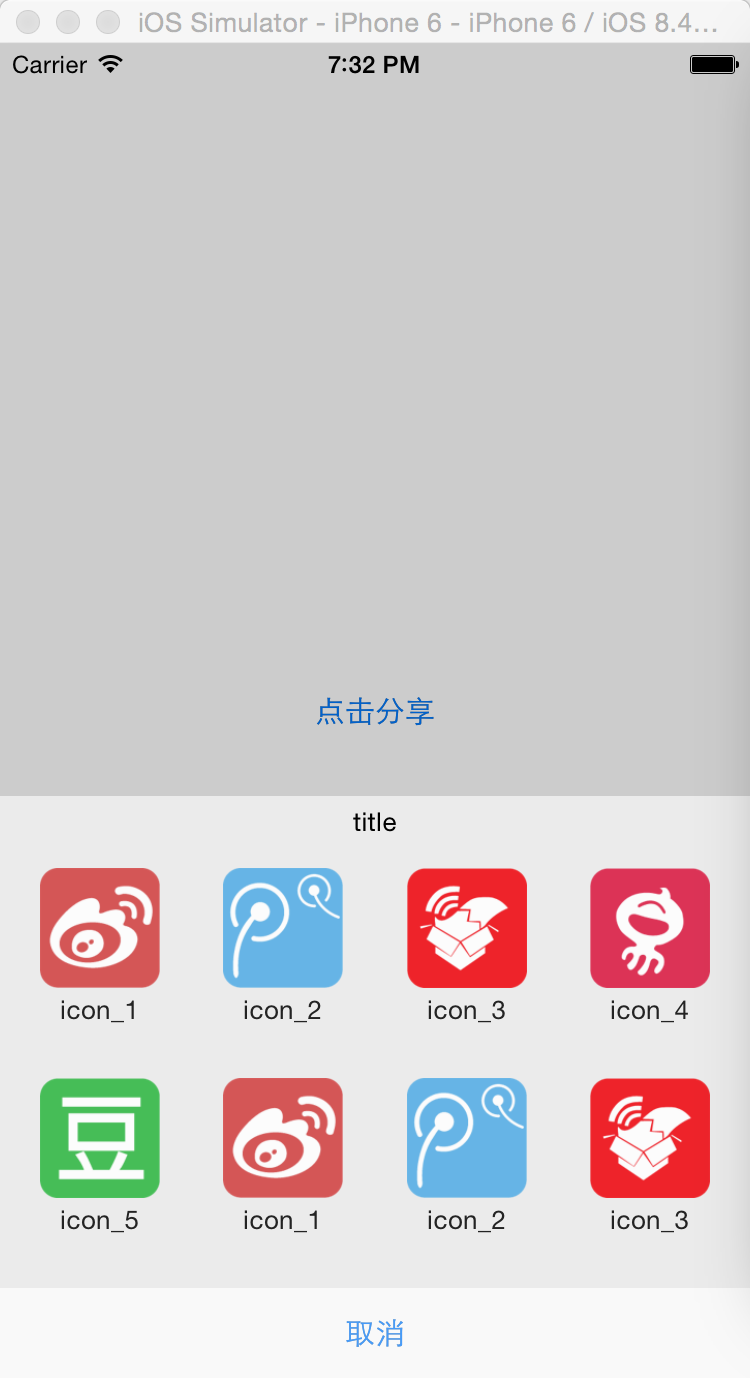 iOS Simulator - iPhone 6 - iPhone 6 / iOS 8.4...
Carrier 7:32 PM
点击分享
title
icon_1 icon_2 icon_3 icon_4
豆
icon_5 icon_1 icon_2 icon_3
取消